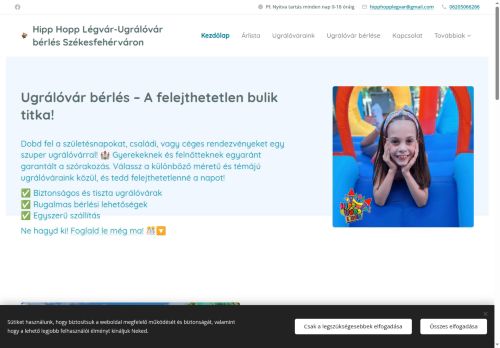 Pf. Nyitva tartás minden nap 8-18 óráig
hipphopplegvar@gmail.com
06205066266
Hipp Hopp Légvár-Ugrálóvár
bérlés Székesfehérváron
Kezdőlap
Árlista
Ugrálóváraink
Ugrálóvár bérlése
Kapcsolat
Továbbiak
Ugrálóvár bérlés – A felejthetetlen bulik
titka!
Dobd fel a születésnapokat, családi, vagy céges rendezvényeket egy
szuper ugrálóvárral! 🏰 Gyerekeknek és felnőtteknek egyaránt
garantált a szórakozás. Válassz a különböző méretű és témájú
ugrálóváraink közül, és tedd felejthetetlenné a napot!
✅ Biztonságos és tiszta ugrálóvárak
✅ Rugalmas bérlési lehetőségek
✅ Egyszerű szállítás
Ne hagyd ki! Foglald le még ma! 🎊🔽
Sütiket használunk, hogy biztosítsuk a weboldal megfelelő működését és biztonságát, valamint
hogy a lehető legjobb felhasználói élményt kínáljuk Neked.
Csak a legszükségesebbek elfogadása
Összes elfogadása